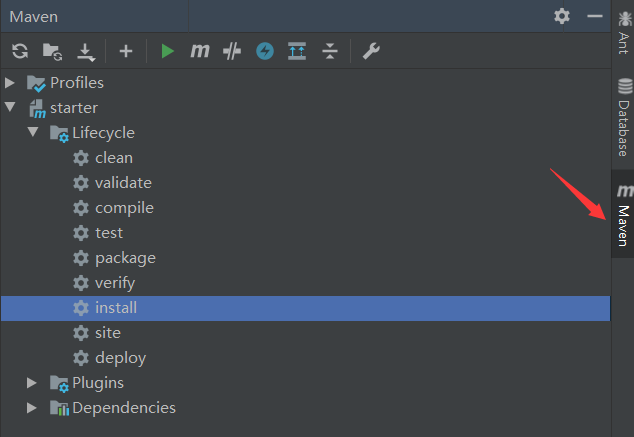 Maven
Profiles
starter
Lifecycle
clean
validate
compile
test
package
verify
install
site
deploy
Plugins
Dependencies
Ant
Database
Maven